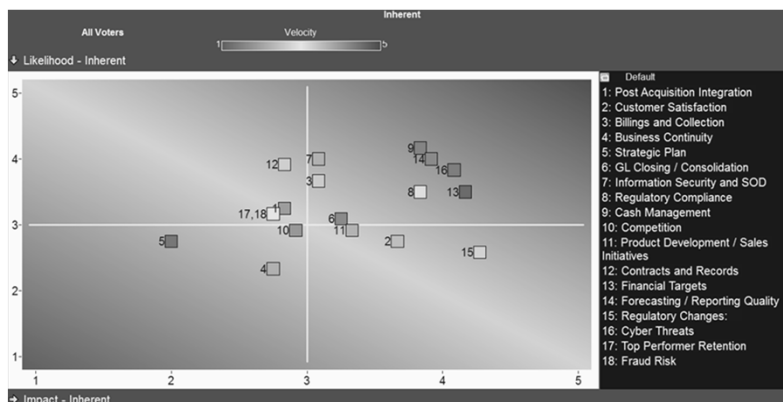 Inherent
All Voters
Velocity
1
5
Likelihood - Inherent
5
4
3
2
1
1 2 3 4 5
9
14
7
12
16
3
8
13
1
17,18
6
10
11
5
2
15
4
Default
1: Post Acquisition Integration
2: Customer Satisfaction
3: Billings and Collection
4: Business Continuity
5: Strategic Plan
6: GL Closing / Consolidation
7: Information Security and SOD
8: Regulatory Compliance
9: Cash Management
10: Competition
11: Product Development / Sales
Initiatives
12: Contracts and Records
13: Financial Targets
14: Forecasting / Reporting Quality
15: Regulatory Changes:
16: Cyber Threats
17: Top Performer Retention
18: Fraud Risk
Impact - Inherent